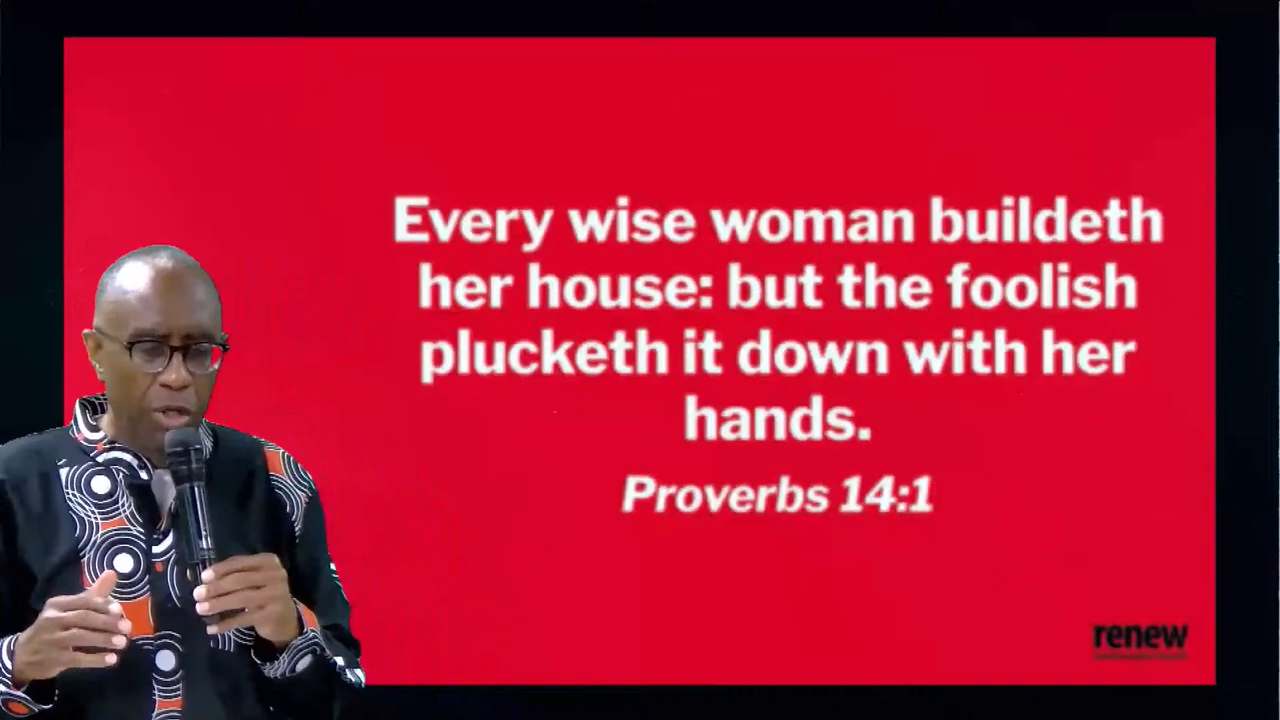 Every wise woman buildeth
her house: but the foolish
plucketh it down with her
hands.
Proverbs 14:1
renew